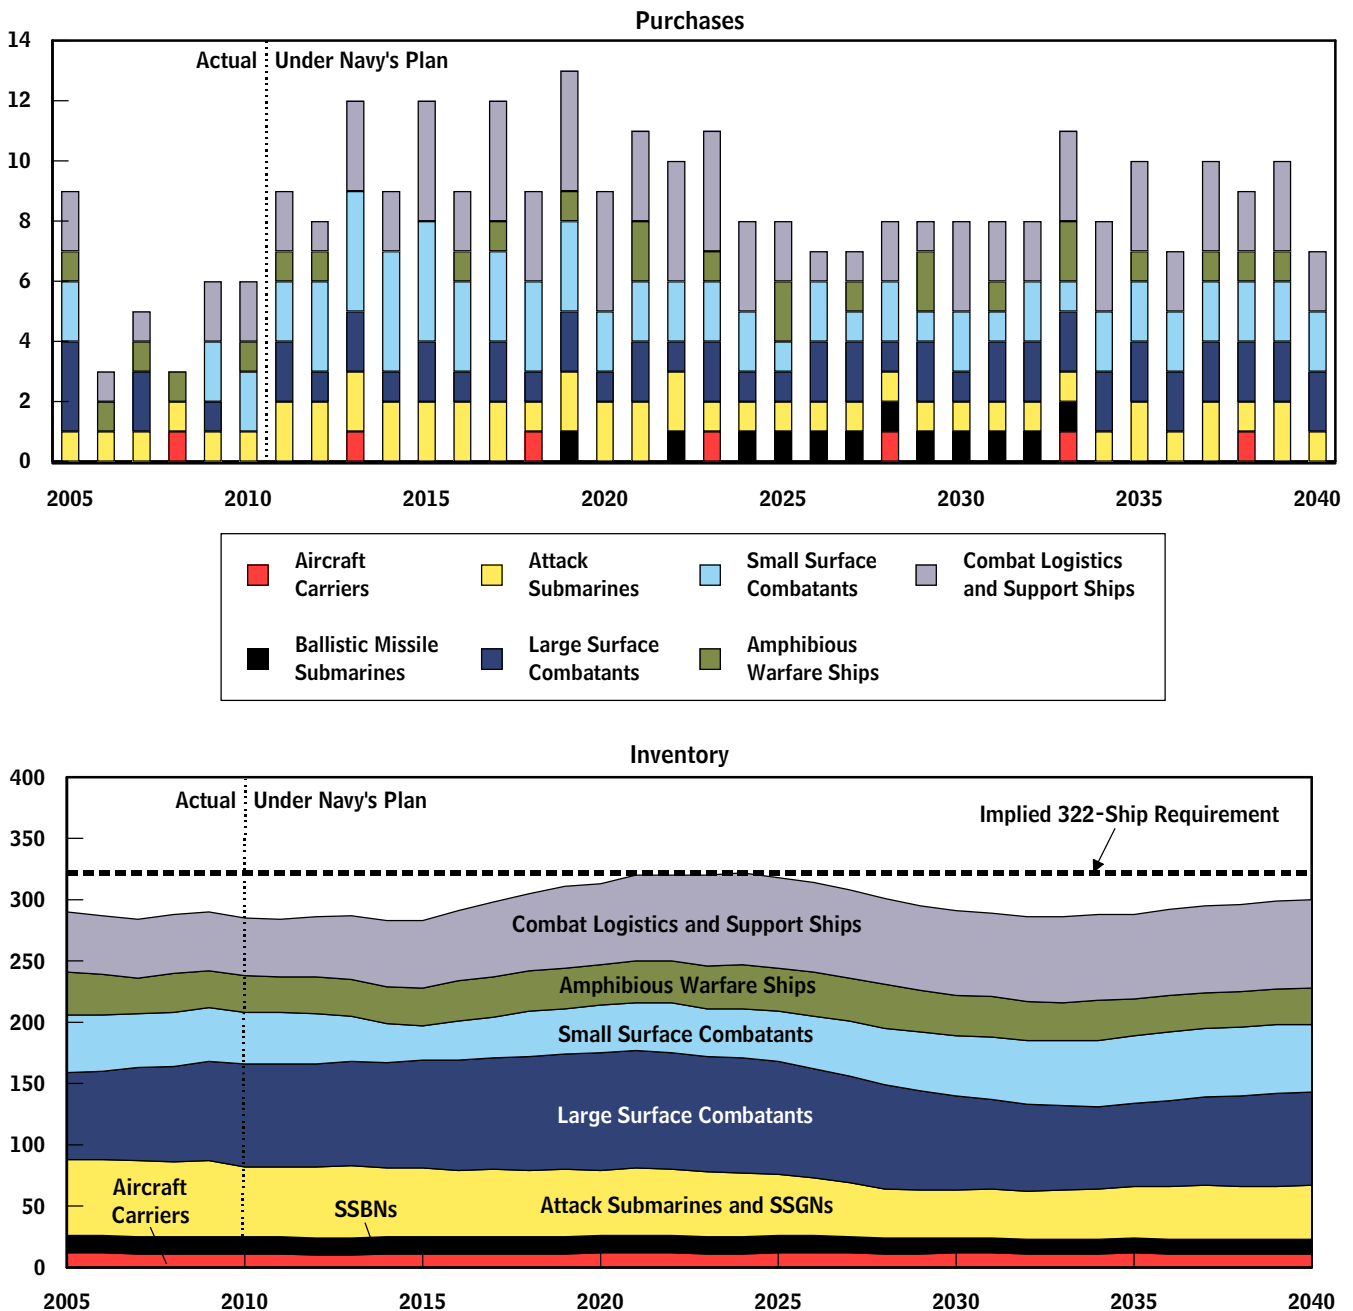 Purchases
14
12
10
8
6
4
2
0
Actual
Under Navy's Plan
2005
2010
2015
2020
2025
2030
2035
2040
Aircraft
Carriers
Attack
Submarines
Small Surface
Combatants
Combat Logistics
and Support Ships
Ballistic Missile
Submarines
Large Surface
Combatants
Amphibious
Warfare Ships
Inventory
400
350
300
250
200
150
100
50
0
Actual
Under Navy's Plan
Implied 322-Ship Requirement
Combat Logistics and Support Ships
Amphibious Warfare Ships
Small Surface Combatants
Large Surface Combatants
Aircraft
Carriers
SSBNs
Attack Submarines and SSGNs
2005
2010
2015
2020
2025
2030
2035
2040